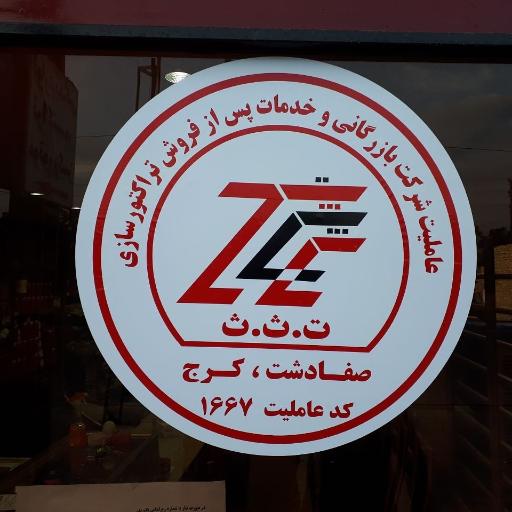 عاملیت شرکت بازرگانی و خدمات پس از فروش تراکتورسازی
ت.ث.ث
صفادشت ، کرج
کد عاملیت ۱۶۶۷